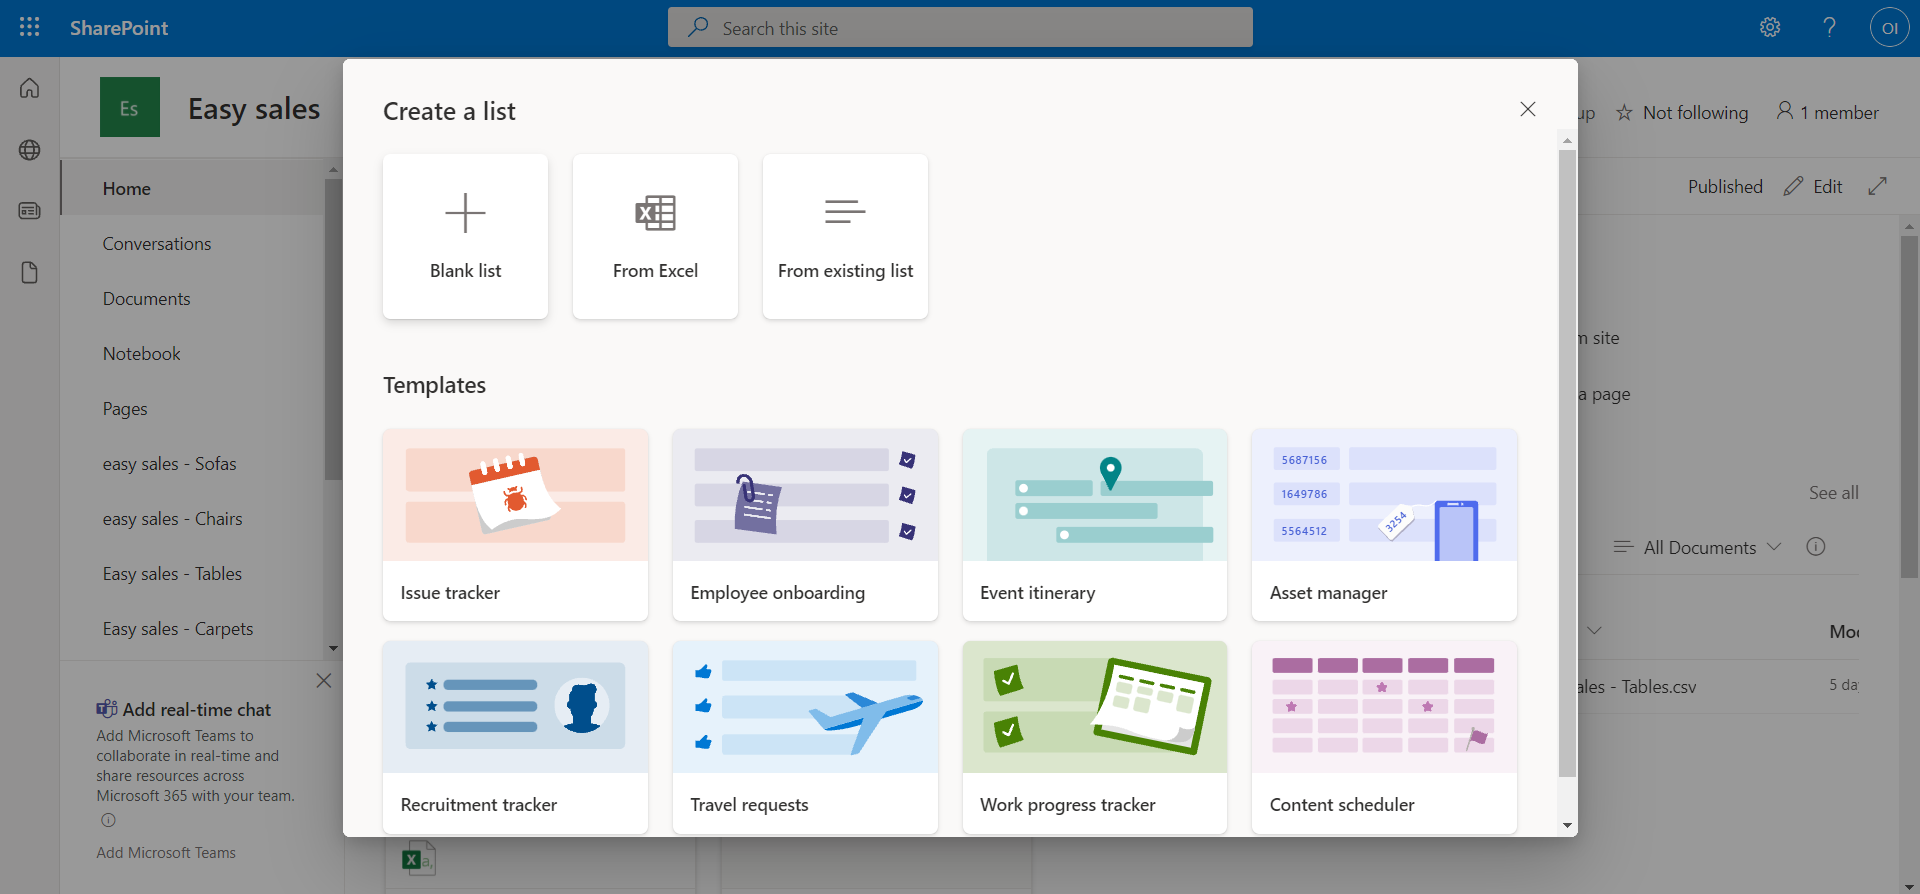 SharePoint
Search this site
?
OI
Es
Easy sales
up
Not following
1 member
Home
Conversations
Documents
Notebook
Pages
easy sales - Sofas
easy sales - Chairs
Easy sales - Tables
Easy sales - Carpets
Add real-time chat
Add Microsoft Teams to
collaborate in real-time and
share resources across
Microsoft 365 with your team.
Add Microsoft Teams
Create a list
Blank list
From Excel
From existing list
Templates
5687156
1649786
5564512
3254
Issue tracker
Employee onboarding
Event itinerary
Asset manager
Recruitment tracker
Travel requests
Work progress tracker
Content scheduler
Published
Edit
site
a page
See all
All Documents
- Tables.csv
5